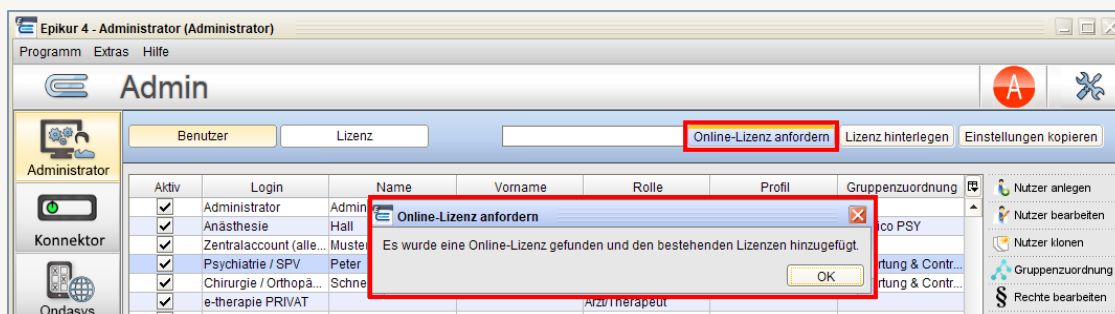 Epikur 4 - Administrator (Administrator)
Programm Extras Hilfe
Admin
A
Benutzer Lizenz Online-Lizenz anfordern Lizenz hinterlegen Einstellungen kopieren
Administrator
Konnektor
Ondasys
Aktiv Login Name Vorname Rolle Profil Gruppenzuordnung
Administrator Admin
Anästhesie Hall ico PSY
Zentralaccount (alle... Muste
Psychiatrie / SPV Peter rtung & Contr...
Chirurgie / Orthopä... Schne rtung & Contr...
e-therapie PRIVAT Arzt/Therapeut
Online-Lizenz anfordern
Es wurde eine Online-Lizenz gefunden und den bestehenden Lizenzen hinzugefügt.
OK
Nutzer anlegen
Nutzer bearbeiten
Nutzer klonen
Gruppenzuordnung
§ Rechte bearbeiten